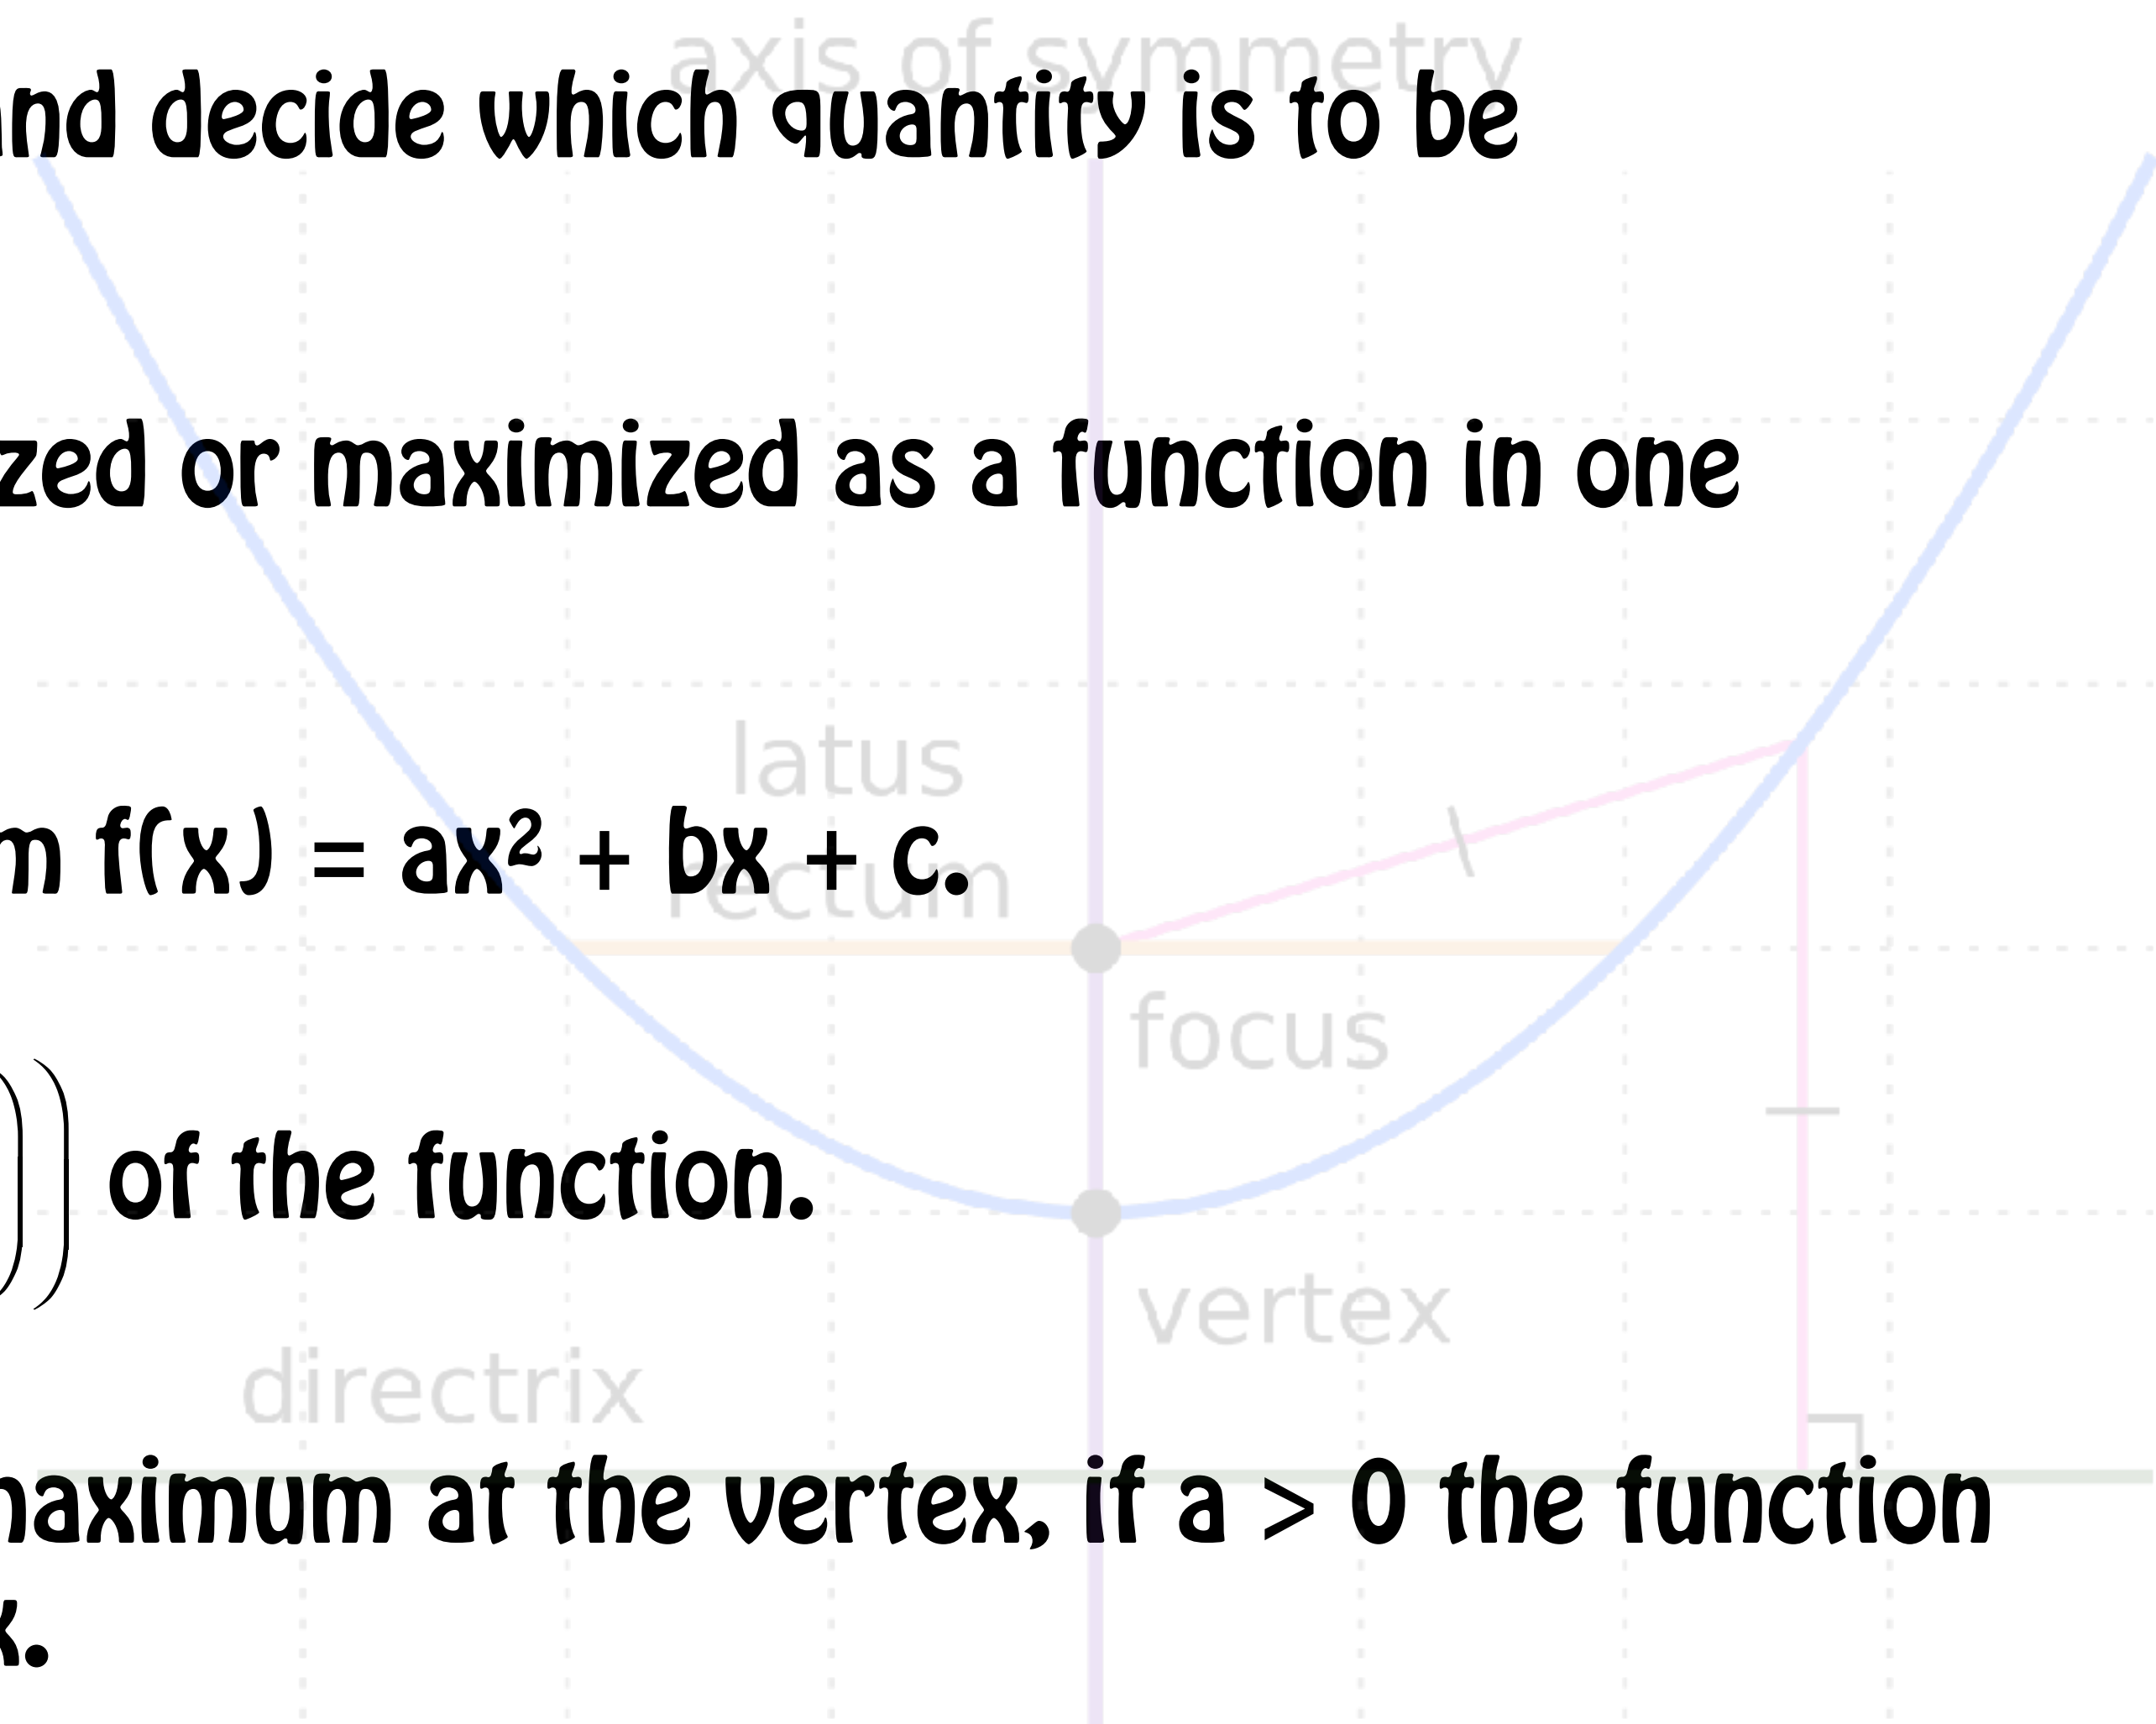 axis of symmetry
nd decide which quantity is to be
zed or maximized as a function in one
latus
f(x) = ax² + bx + c.
rectum
focus
of the function.
vertex
directrix
aximum at the vertex, if a > 0 the function
x.